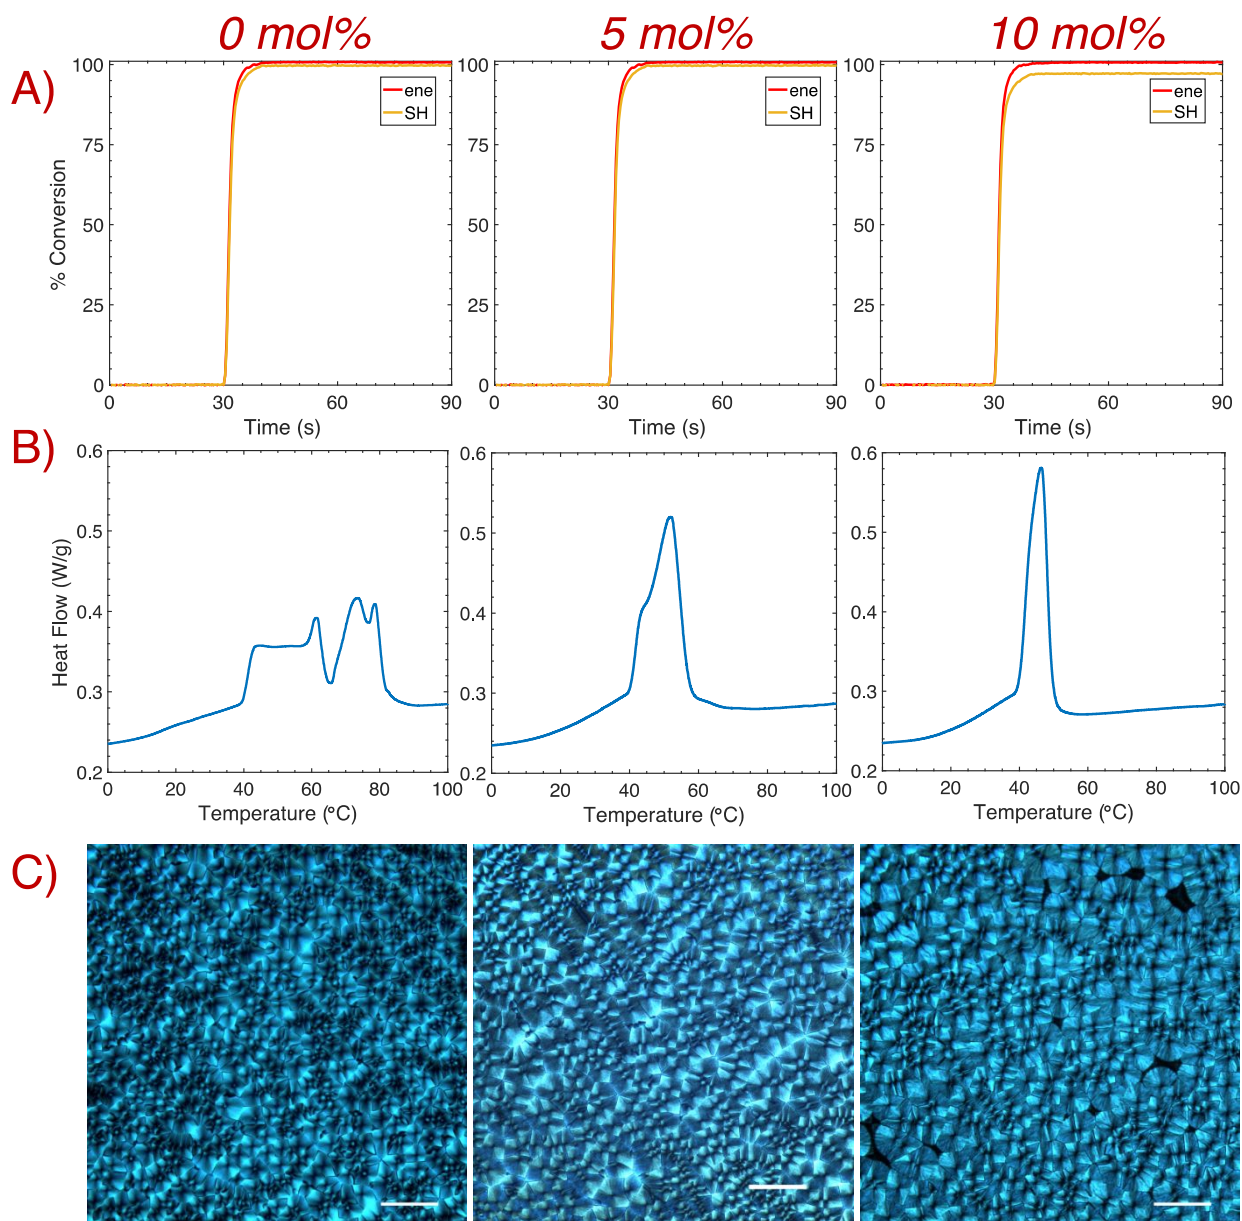 0 mol% 5 mol% 10 mol%
A)
% Conversion
100
75
50
25
0
ene
SH
0 30 60 90
Time (s)
100
75
50
25
0
ene
SH
0 30 60 90
Time (s)
100
75
50
25
0
ene
SH
0 30 60 90
Time (s)
B)
Heat Flow (W/g)
0.6
0.5
0.4
0.3
0.2
0 20 40 60 80 100
Temperature (°C)
0.6
0.5
0.4
0.3
0.2
0 20 40 60 80 100
Temperature (°C)
0.6
0.5
0.4
0.3
0.2
0 20 40 60 80 100
Temperature (°C)
C)